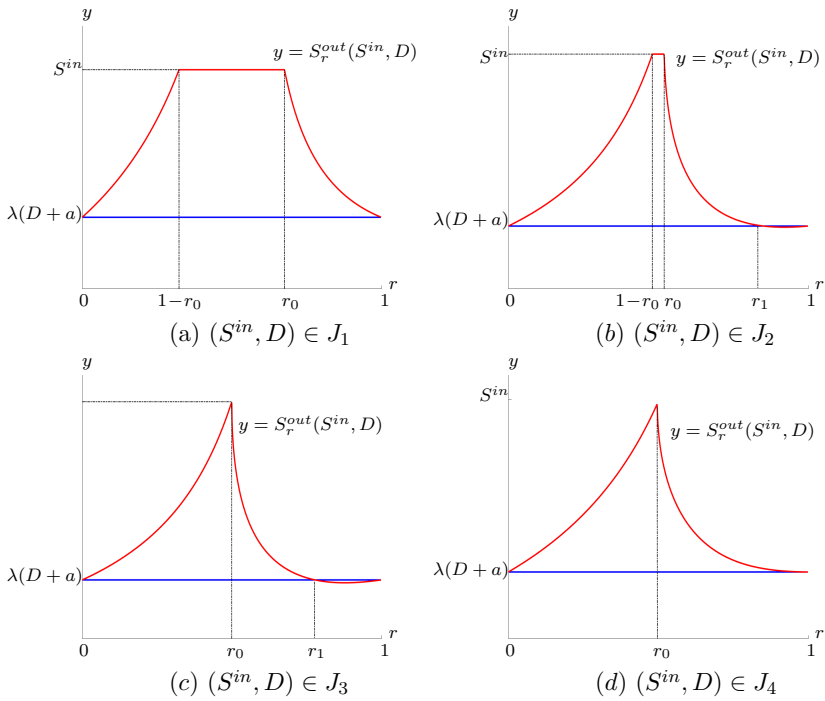 y
y = S_r^{out}(S^{in}, D)
S^{in}
λ(D + a)
r
0
1−r_0
r_0
1
(a) (S^{in}, D) ∈ J_1
y
S^{in}
y = S_r^{out}(S^{in}, D)
λ(D + a)
r
0
1−r_0
r_0
r_1
1
(b) (S^{in}, D) ∈ J_2
y
y = S_r^{out}(S^{in}, D)
λ(D + a)
r
0
r_0
r_1
1
(c) (S^{in}, D) ∈ J_3
y
S^{in}
y = S_r^{out}(S^{in}, D)
λ(D + a)
r
0
r_0
1
(d) (S^{in}, D) ∈ J_4